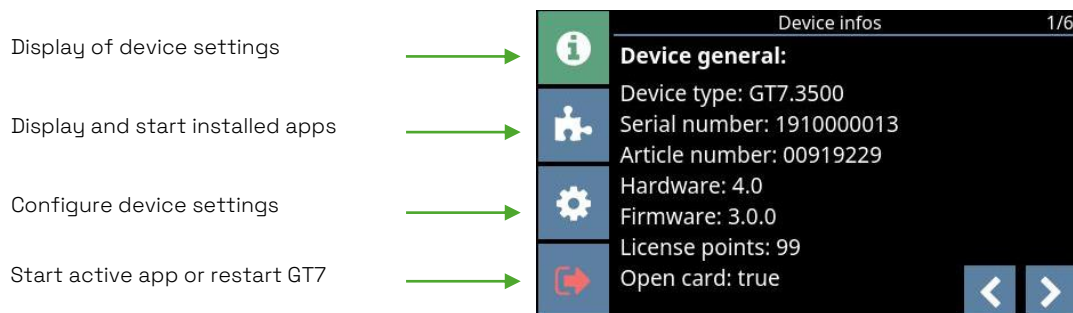 Display of device settings
Display and start installed apps
Configure device settings
Start active app or restart GT7
Device infos 1/6
Device general:
Device type: GT7.3500
Serial number: 1910000013
Article number: 00919229
Hardware: 4.0
Firmware: 3.0.0
License points: 99
Open card: true